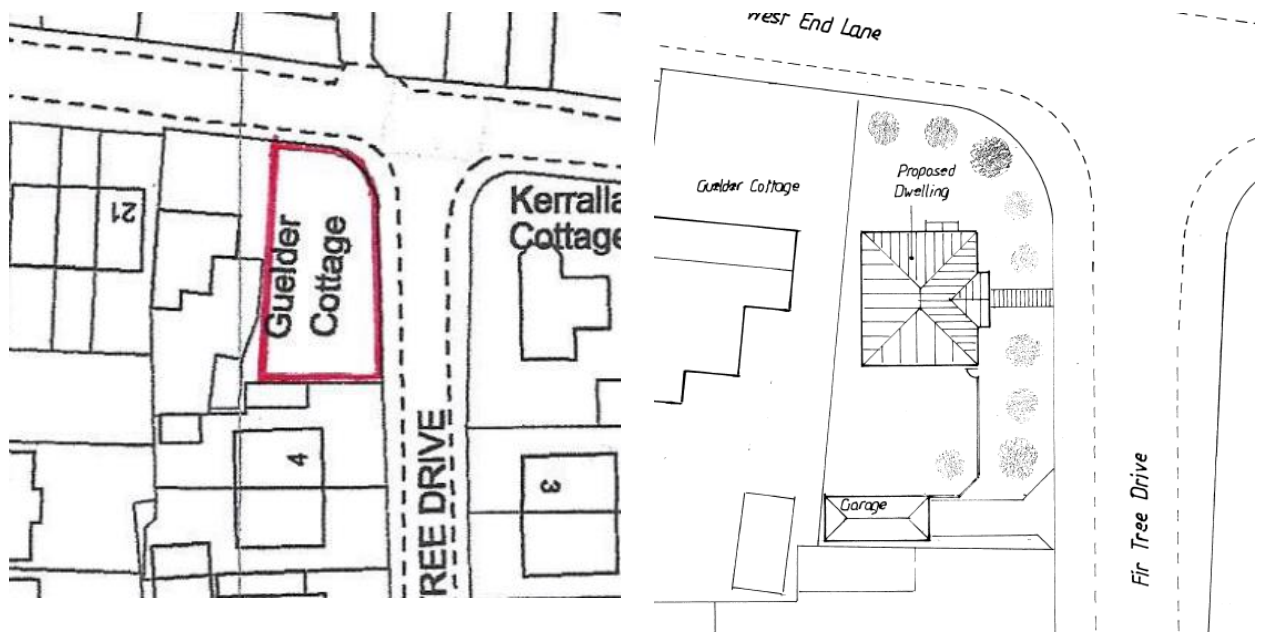 21
Guelder
Cottage
Kerralla
Cottage
4
3
REE DRIVE
West End Lane
Guelder Cottage
Proposed
Dwelling
Garage
Fir Tree Drive